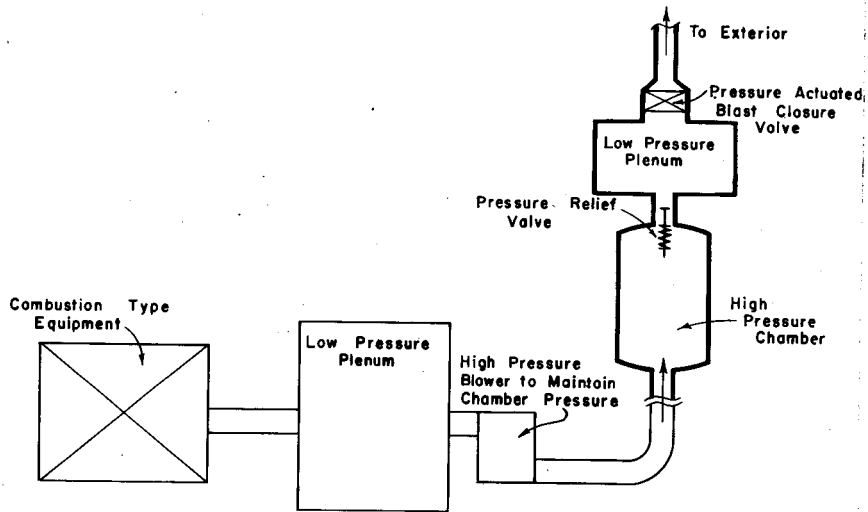 To Exterior
Pressure Actuated
Blast Closure
Valve
Low Pressure
Plenum
Pressure Relief
Valve
High
Pressure
Chamber
Combustion Type
Equipment
Low Pressure
Plenum
High Pressure
Blower to Maintain
Chamber Pressure